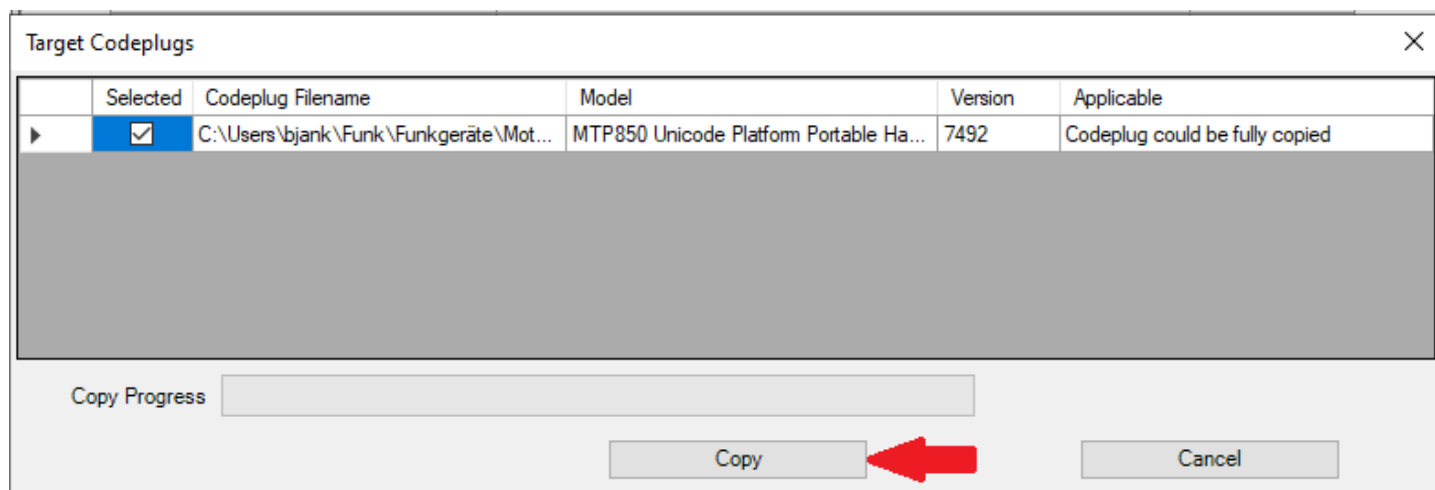 Target Codeplugs
Selected Codeplug Filename Model Version Applicable
C:\Users\bjank\Funk\Funkgeräte\Mot... MTP850 Unicode Platform Portable Ha... 7492 Codeplug could be fully copied
Copy Progress
Copy Cancel